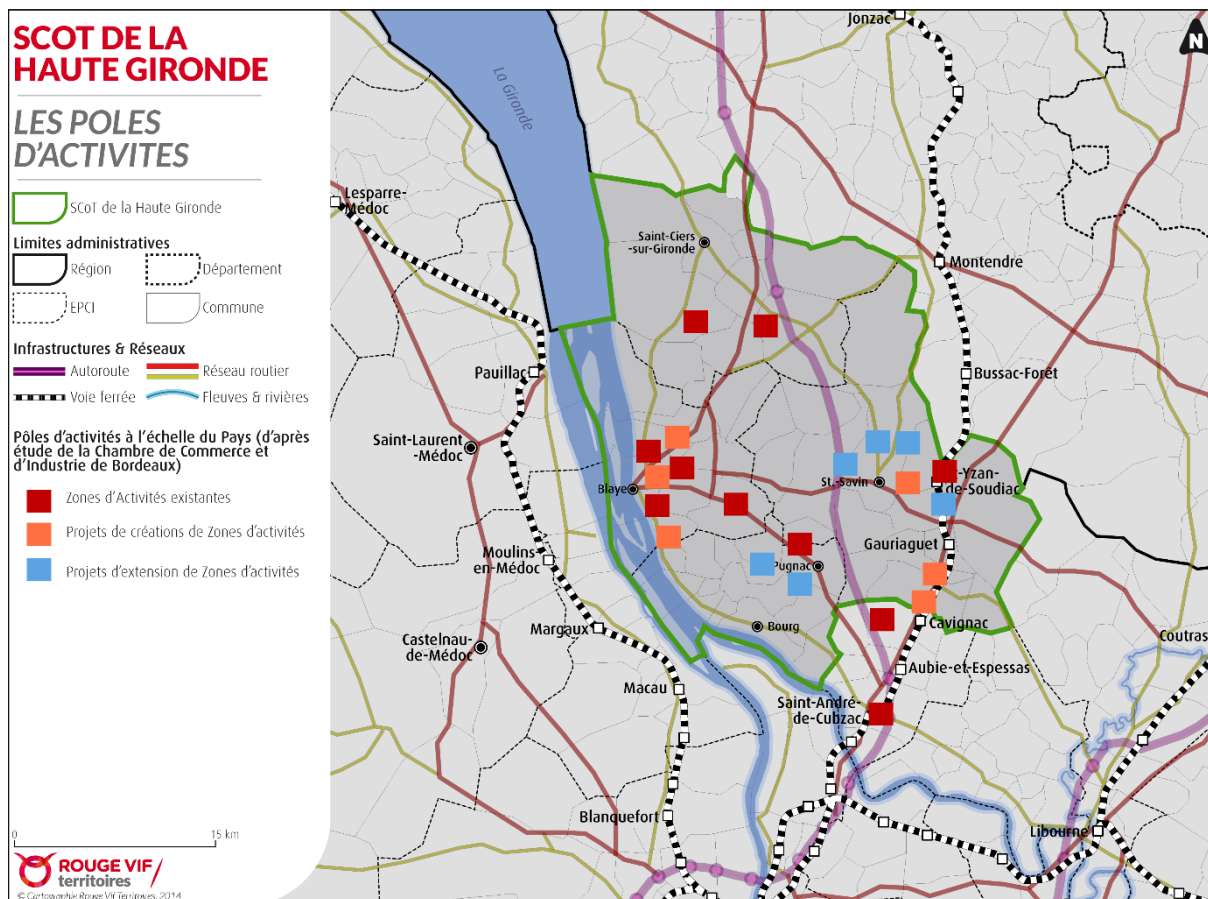 SCOT DE LA
HAUTE GIRONDE
LES POLES
D'ACTIVITES
SCoT de la Haute Gironde
Limites administratives
Région
Département
EPCI
Commune
Infrastructures & Réseaux
Autoroute
Réseau routier
Voie ferrée
Fleuves & rivières
Pôles d'activités à l'échelle du Pays (d'après
étude de la Chambre de Commerce et
d'Industrie de Bordeaux)
Zones d'Activités existantes
Projets de créations de Zones d'activités
Projets d'extension de Zones d'activités
0
15 km
ROUGE VIF/
territoires
© Cartographie Rouge Vif Territoires, 2014
N
Jonzac
La Gironde
Lesparre-
Médoc
Saint-Ciers
-sur-Gironde
Montendre
Pauillac
Bussac-Forêt
Saint-Laurent
-Médoc
Blaye
St.-Savin
-Yzan-
de-Soudiac
Gauriaguet
Moulins
en-Médoc
Pugnac
Margaux
Bourg
Cavignac
Coutras
Castelnau-
de-Médoc
Aubie-et-Espessas
Macau
Saint-André
de-Cubzac
Blanquefort
Libourne